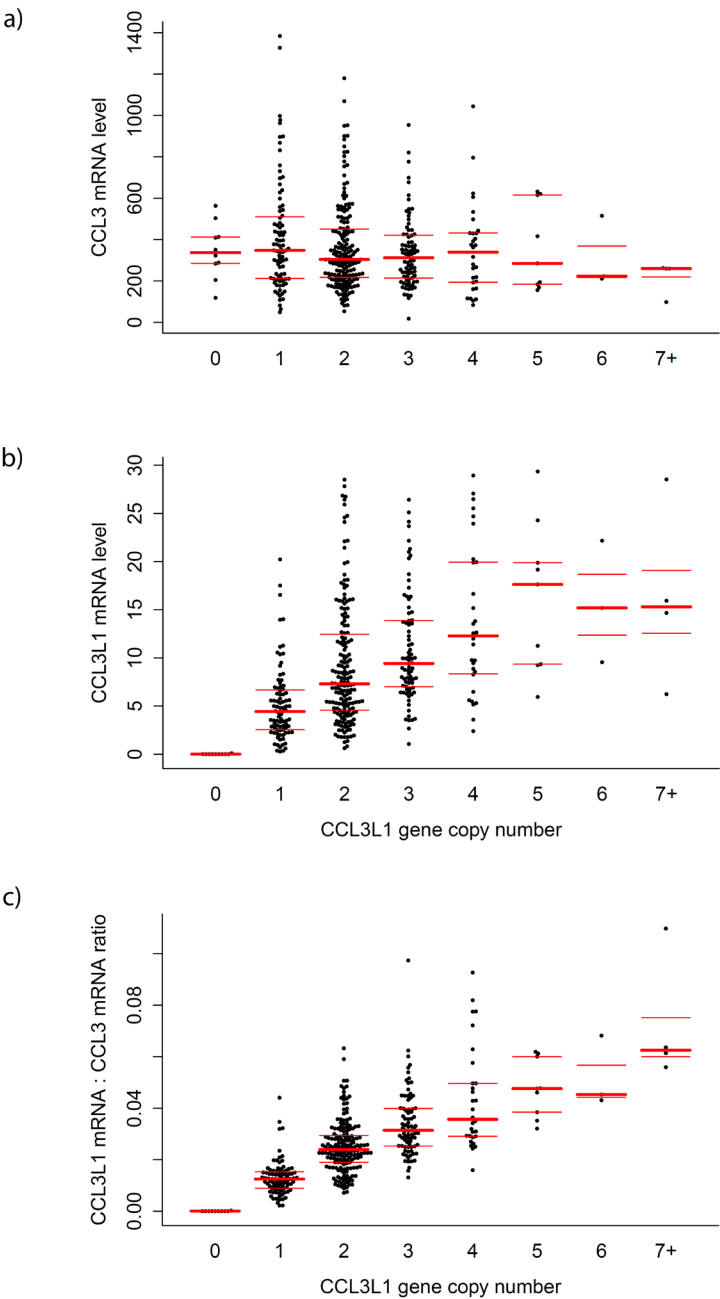 a)
CCL3 mRNA level
1400
1000
600
200
0
0 1 2 3 4 5 6 7+
b)
CCL3L1 mRNA level
30
25
20
15
10
5
0
0 1 2 3 4 5 6 7+
CCL3L1 gene copy number
c)
CCL3L1 mRNA : CCL3 mRNA ratio
0.08
0.04
0.00
0 1 2 3 4 5 6 7+
CCL3L1 gene copy number